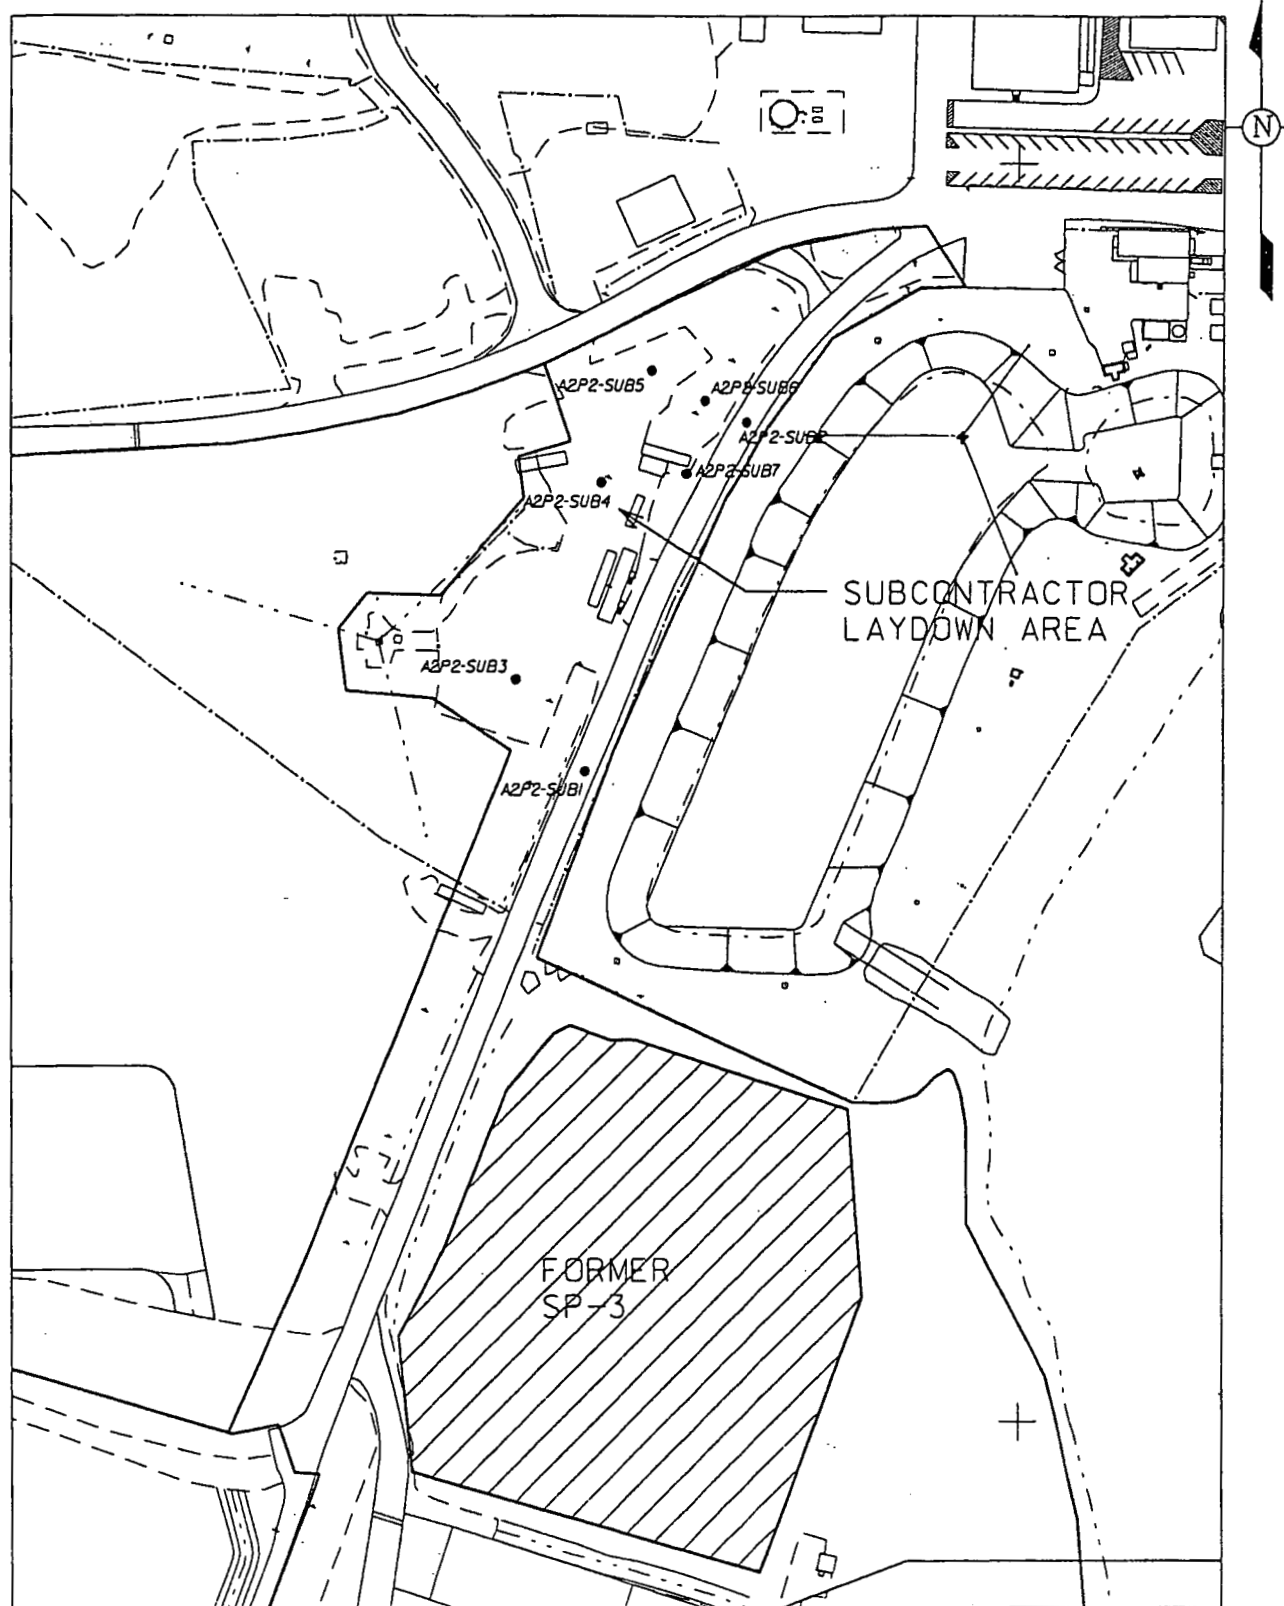 N
A2P2-SUB5
A2P2-SUB6
A2P2-SUB2
A2P2-SUB7
A2P2-SUB4
SUBCONTRACTOR
LAYDOWN AREA
A2P2-SUB3
A2P2-SUB1
FORMER
SP-3